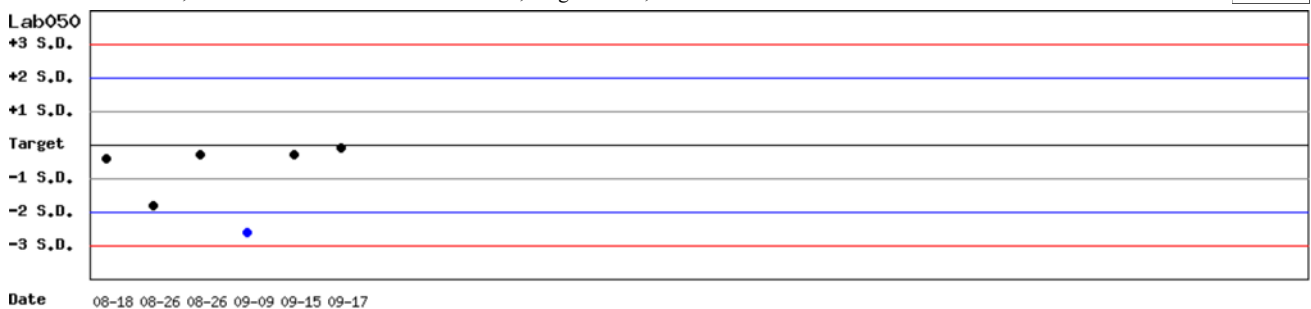 Lab050
+3 S.D.
+2 S.D.
+1 S.D.
Target
-1 S.D.
-2 S.D.
-3 S.D.
Date 08-18 08-26 08-26 09-09 09-15 09-17